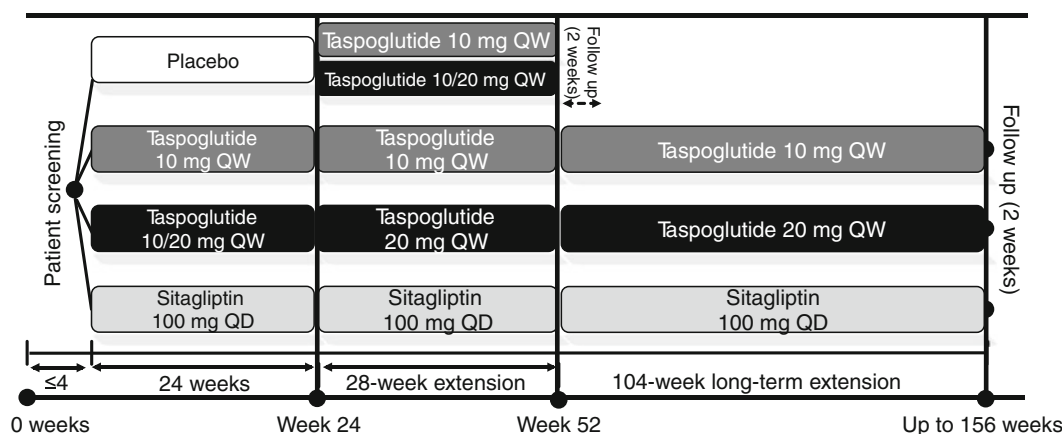 Patient screening
Placebo
Taspoglutide 10 mg QW
Taspoglutide 10/20 mg QW
Follow up
(2 weeks)
Taspoglutide
10 mg QW
Taspoglutide
10 mg QW
Taspoglutide 10 mg QW
Taspoglutide
10/20 mg QW
Taspoglutide
20 mg QW
Taspoglutide 20 mg QW
Sitagliptin
100 mg QD
Sitagliptin
100 mg QD
Sitagliptin
100 mg QD
Follow up (2 weeks)
≤4
24 weeks
28-week extension
104-week long-term extension
0 weeks
Week 24
Week 52
Up to 156 weeks